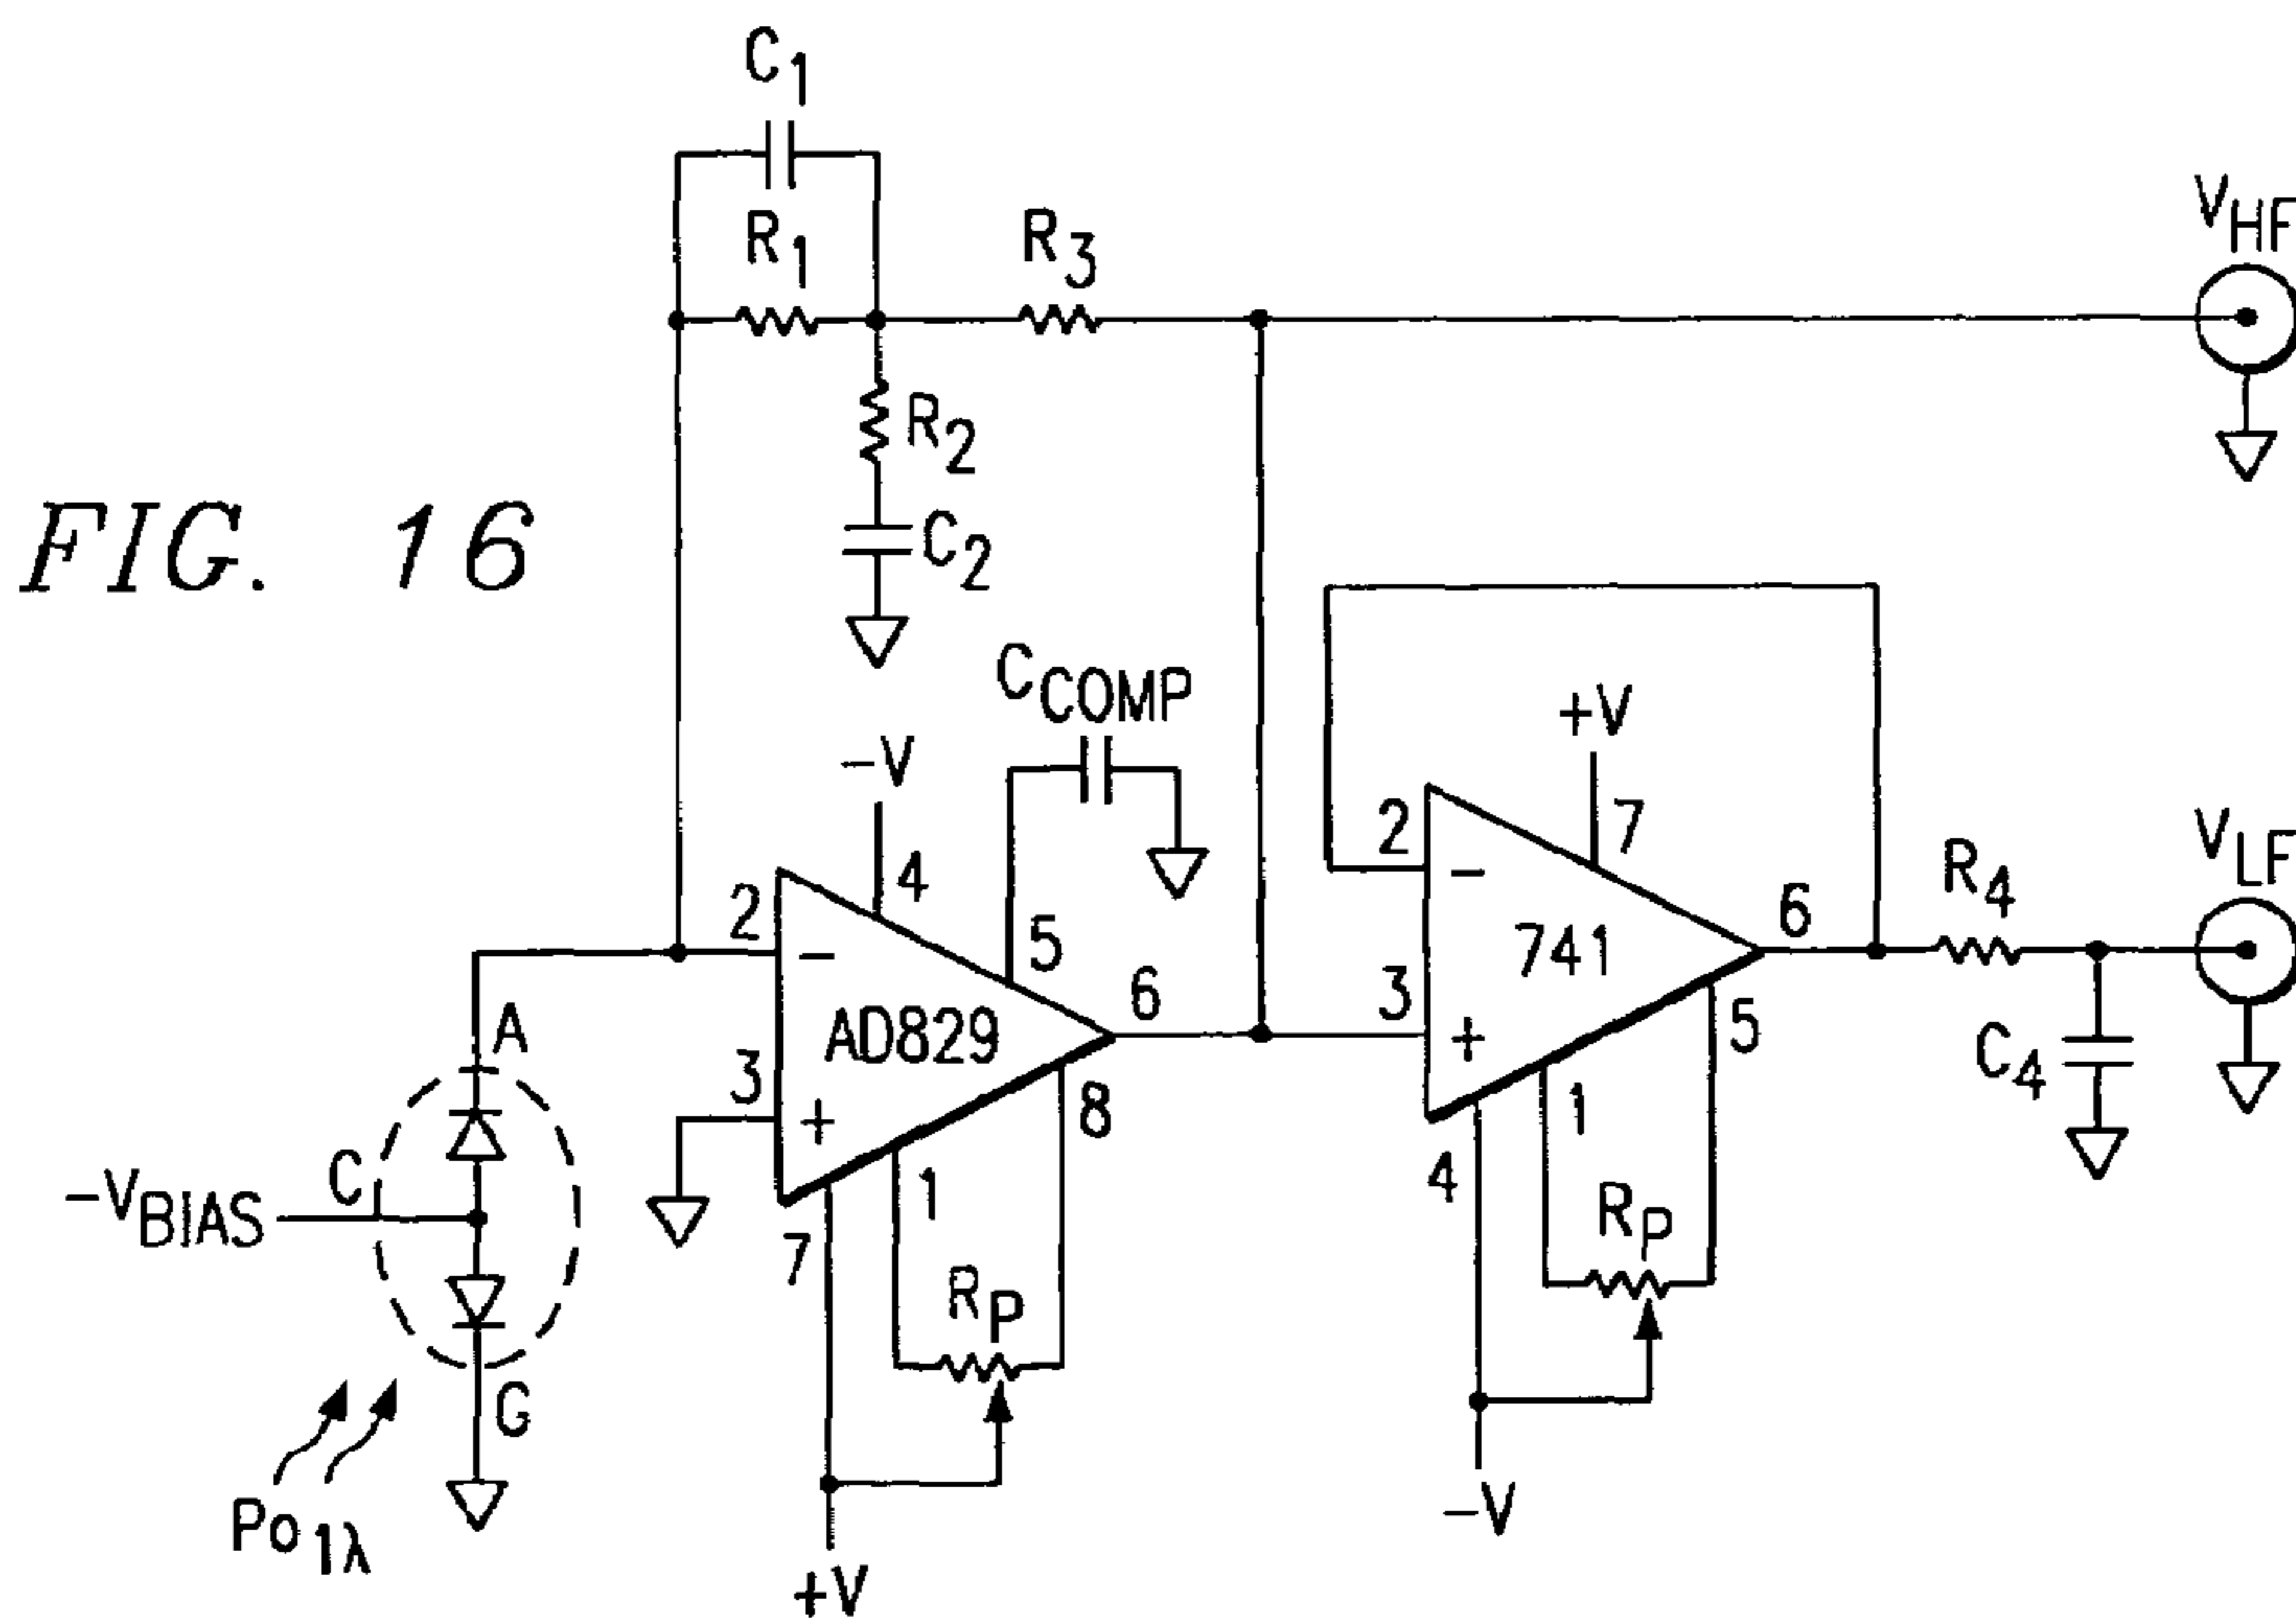 C1
R1
R3
VHF
R2
C2
FIG. 16
CCOMP
-V
+V
2
4
5
6
3
AD829
8
1
7
RP
2
7
741
6
3
5
4
1
RP
R4
VLF
C4
A
C
-VBIAS
G
Po1λ
+V
-V